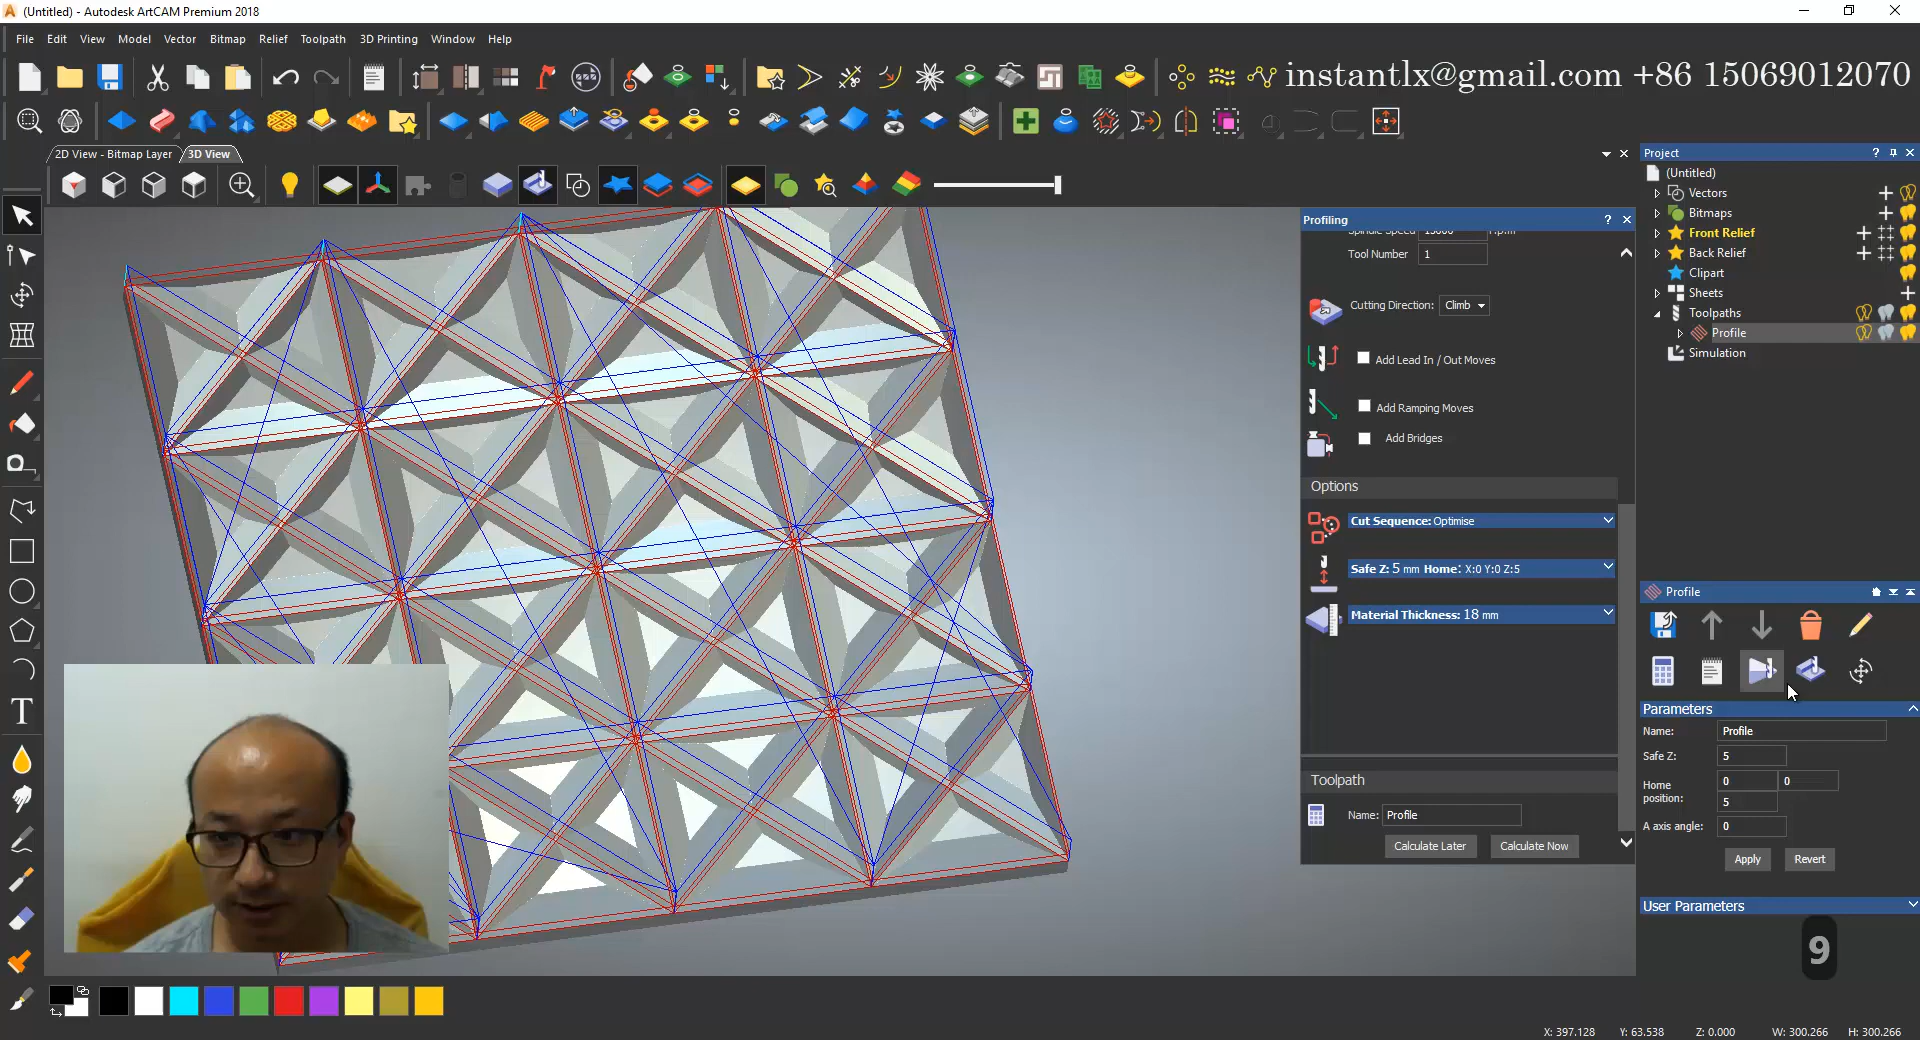 (Untitled) - Autodesk ArtCAM Premium 2018
File Edit View Model Vector Bitmap Relief Toolpath 3D Printing Window Help
instantlx@gmail.com +86 15069012070
2D View - Bitmap Layer 3D View
Project
(Untitled)
Vectors
Bitmaps
Front Relief
Back Relief
Clipart
Sheets
Toolpaths
Profile
Simulation
Profiling
Tool Number 1
Cutting Direction: Climb
Add Lead In / Out Moves
Add Ramping Moves
Add Bridges
Options
Cut Sequence: Optimise
Safe Z: 5 mm Home: X:0 Y:0 Z:5
Material Thickness: 18 mm
Toolpath
Name: Profile
Calculate Later Calculate Now
Profile
Parameters
Name: Profile
Safe Z: 5
Home position: 0 0
5
A axis angle: 0
Apply Revert
User Parameters
9
T
X: 397.128 Y: 63.538 Z: 0.000 W: 300.266 H: 300.266